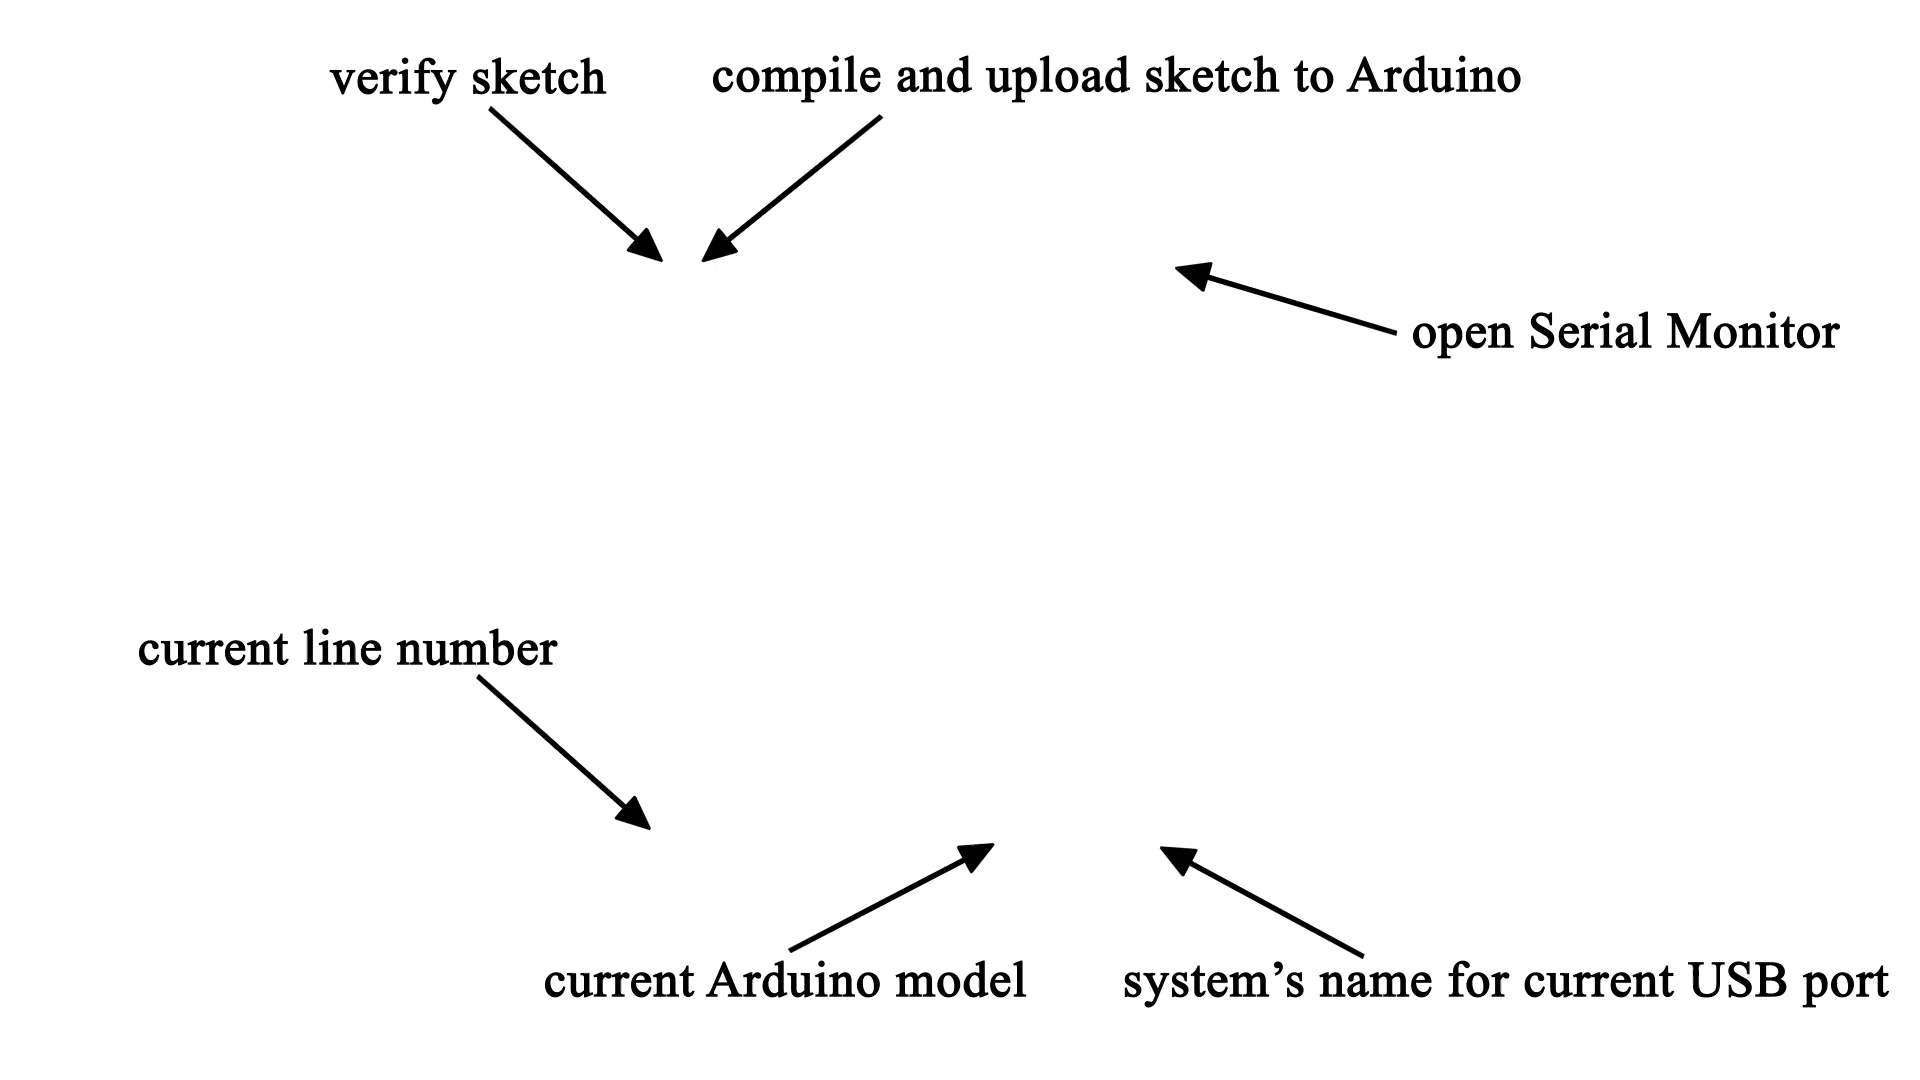 verify sketch
compile and upload sketch to Arduino
open Serial Monitor
current line number
current Arduino model
system’s name for current USB port